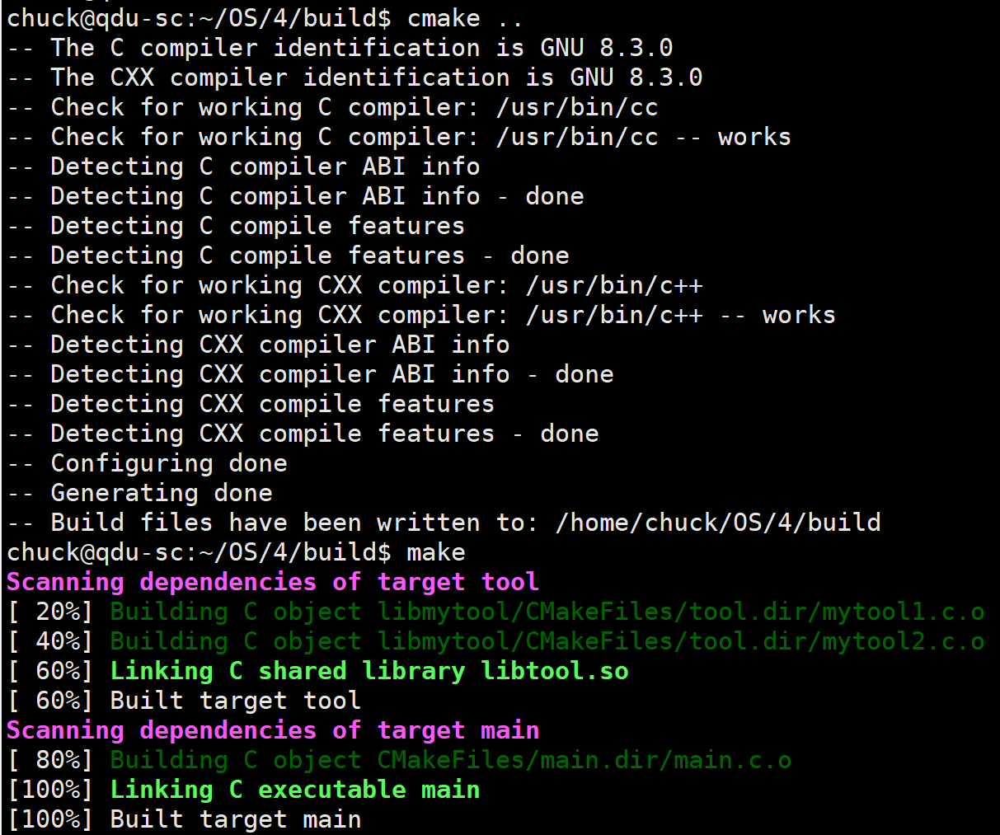 chuck@qdu-sc:~/OS/4/build$ cmake ..
-- The C compiler identification is GNU 8.3.0
-- The CXX compiler identification is GNU 8.3.0
-- Check for working C compiler: /usr/bin/cc
-- Check for working C compiler: /usr/bin/cc -- works
-- Detecting C compiler ABI info
-- Detecting C compiler ABI info - done
-- Detecting C compile features
-- Detecting C compile features - done
-- Check for working CXX compiler: /usr/bin/c++
-- Check for working CXX compiler: /usr/bin/c++ -- works
-- Detecting CXX compiler ABI info
-- Detecting CXX compiler ABI info - done
-- Detecting CXX compile features
-- Detecting CXX compile features - done
-- Configuring done
-- Generating done
-- Build files have been written to: /home/chuck/OS/4/build
chuck@qdu-sc:~/OS/4/build$ make
Scanning dependencies of target tool
[ 20%] Building C object libmytool/CMakeFiles/tool.dir/mytool1.c.o
[ 40%] Building C object libmytool/CMakeFiles/tool.dir/mytool2.c.o
[ 60%] Linking C shared library libtool.so
[ 60%] Built target tool
Scanning dependencies of target main
[ 80%] Building C object CMakeFiles/main.dir/main.c.o
[100%] Linking C executable main
[100%] Built target main